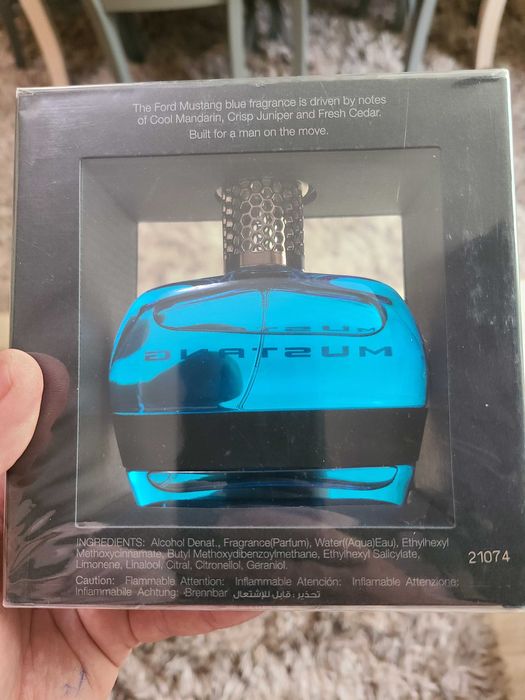 The Ford Mustang blue fragrance is driven by notes
of Cool Mandarin, Crisp Juniper and Fresh Cedar.
Built for a man on the move.
MUSTANG
MUSTANG
INGREDIENTS: Alcohol Denat., Fragrance(Parfum), Water((Aqua)Eau), Ethylhexyl
Methoxycinnamate, Butyl Methoxydibenzoylmethane, Ethylhexyl Salicylate,
Limonene, Linalool, Citral, Citronellol, Geraniol.
21074
Caution: Flammable Attention: Inflammable Atención: Inflamable Attenzione:
Infiammabile Achtung: Brennbar تحذير: قابل للإشتعال